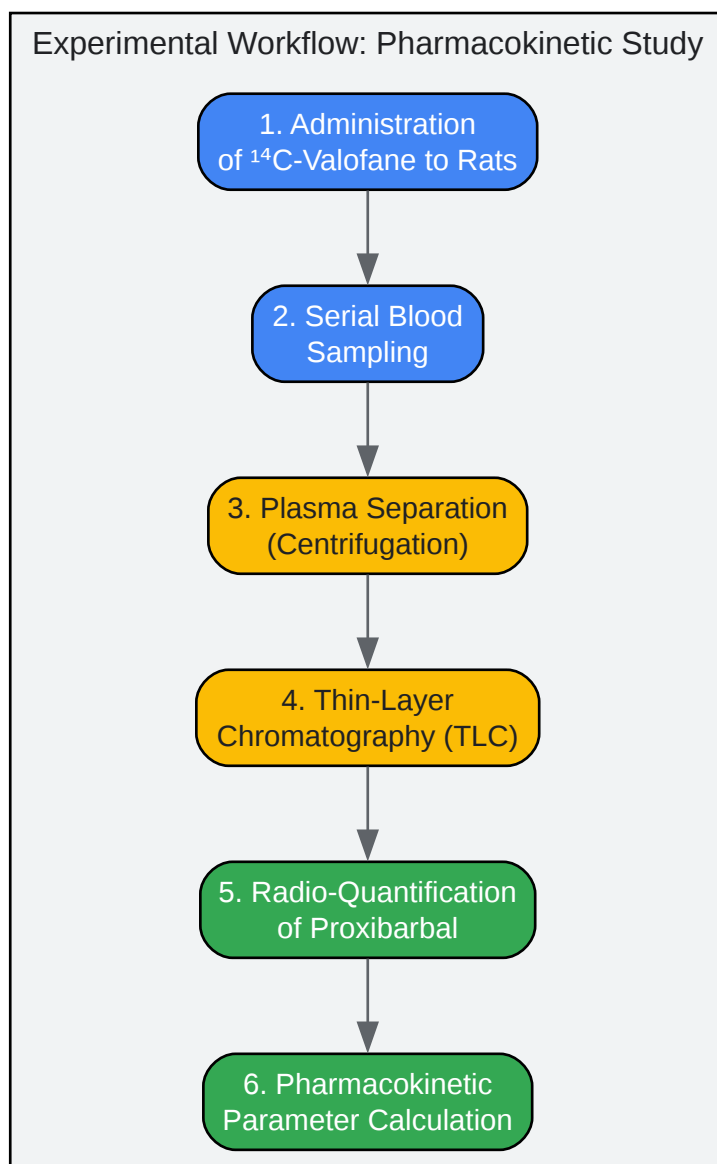 Experimental Workflow: Pharmacokinetic Study
1. Administration
of ¹⁴C-Valofane to Rats
2. Serial Blood
Sampling
3. Plasma Separation
(Centrifugation)
4. Thin-Layer
Chromatography (TLC)
5. Radio-Quantification
of Proxibarbal
6. Pharmacokinetic
Parameter Calculation